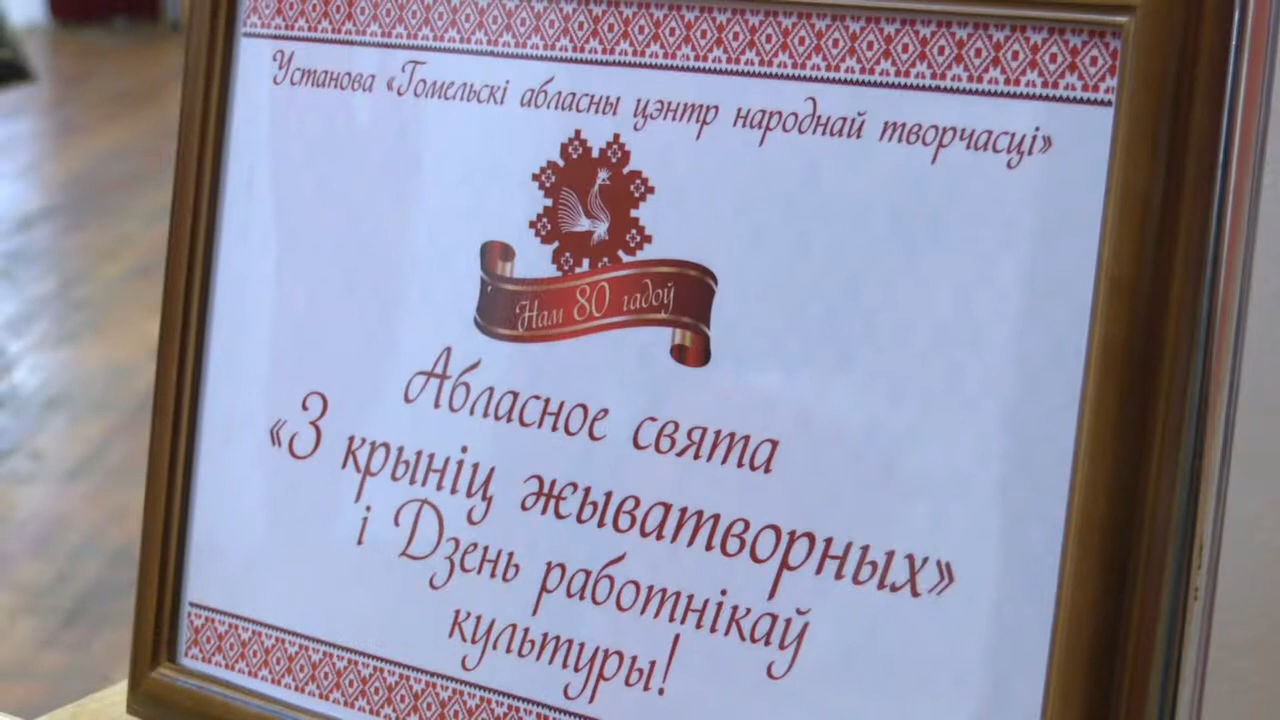 Установа «Гомельскі абласны цэнтр народнай творчасці»
Нам 80 гадоў
Абласное свята
«З крыніц жыватворных»
і Дзень работнікаў
культуры!